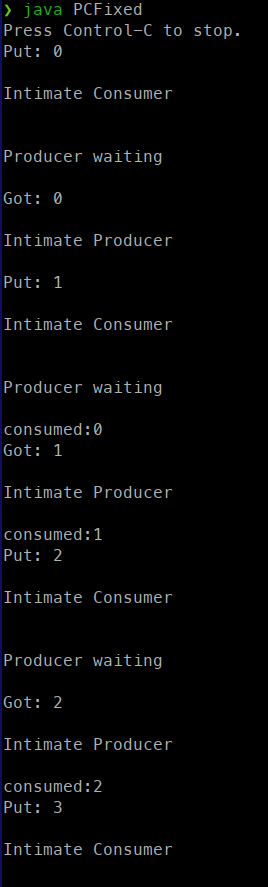 ❯ java PCFixed
Press Control-C to stop.
Put: 0
Intimate Consumer
Producer waiting
Got: 0
Intimate Producer
Put: 1
Intimate Consumer
Producer waiting
consumed:0
Got: 1
Intimate Producer
consumed:1
Put: 2
Intimate Consumer
Producer waiting
Got: 2
Intimate Producer
consumed:2
Put: 3
Intimate Consumer